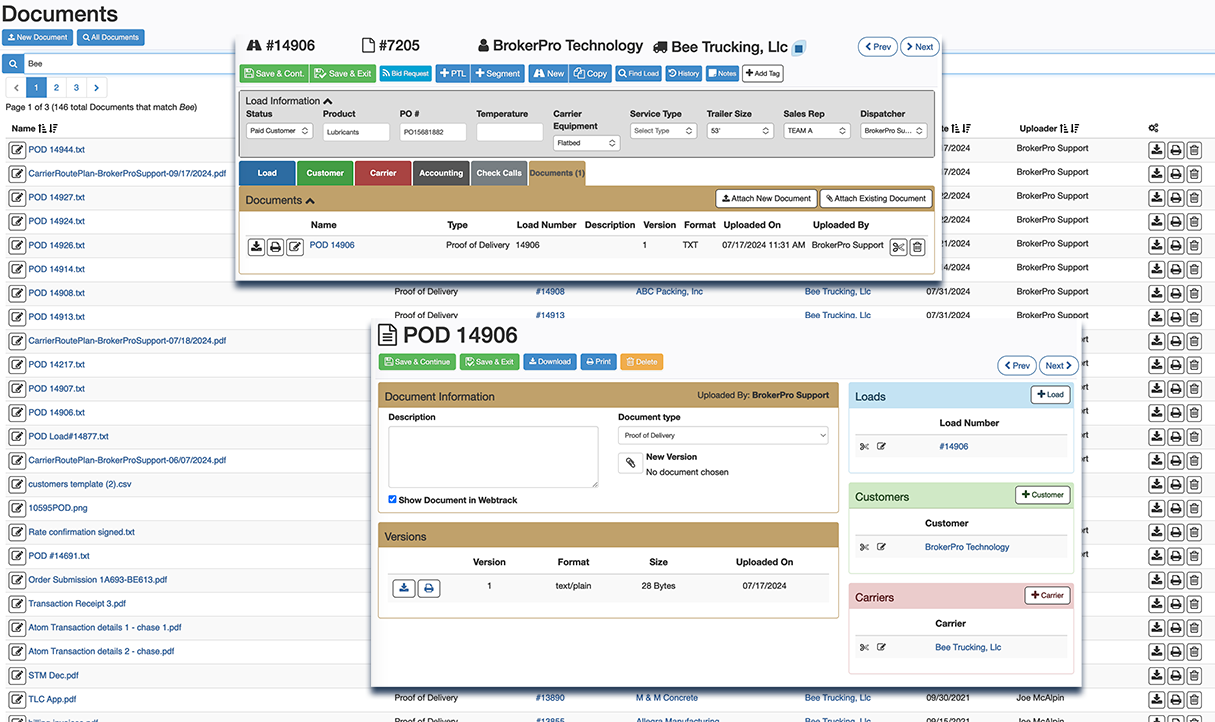 Documents
New Document
All Documents
Bee
1 2 3
Page 1 of 3 (146 total Documents that match Bee)
Name
Uploader
POD 14944.txt
BrokerPro Support
CarrierRoutePlan-BrokerProSupport-09/17/2024.pdf
BrokerPro Support
POD 14927.txt
BrokerPro Support
POD 14924.txt
BrokerPro Support
POD 14926.txt
BrokerPro Support
POD 14914.txt
BrokerPro Support
POD 14908.txt Proof of Delivery #14908 ABC Packing, Inc Bee Trucking, Llc 07/31/2024 BrokerPro Support
POD 14913.txt Proof of Delivery #14913 Bee Trucking, Llc 07/31/2024 BrokerPro Support
CarrierRoutePlan-BrokerProSupport-07/18/2024.pdf
POD 14217.txt
POD 14907.txt
POD 14906.txt
POD Load#14877.txt
CarrierRoutePlan-BrokerProSupport-06/07/2024.pdf
customers template (2).csv
10595POD.png
Rate confirmation signed.txt
POD #14691.txt
Order Submission 1A693-BE613.pdf
Transaction Receipt 3.pdf
Atom Transaction details 1 - chase 1.pdf
Atom Transaction details 2 - chase.pdf
STM Dec.pdf
TLC App.pdf Proof of Delivery #13890 M & M Concrete Bee Trucking, Llc 09/30/2021 Joe McAlpin
Proof of Delivery #13855 Allegra Manufacturing Bee Trucking, Llc 09/15/2021 Joe McAlpin
#14906 #7205 BrokerPro Technology Bee Trucking, Llc Prev Next
Save & Cont. Save & Exit Bid Request PTL Segment New Copy Find Load History Notes Add Tag
Load Information
Status Product PO # Temperature Carrier Equipment Service Type Trailer Size Sales Rep Dispatcher
Paid Customer Lubricants PO15681882 Flatbed Select Type 53' TEAM A BrokerPro Su...
Load Customer Carrier Accounting Check Calls Documents (1)
Documents Attach New Document Attach Existing Document
Name Type Load Number Description Version Format Uploaded On Uploaded By
POD 14906 Proof of Delivery 14906 1 TXT 07/17/2024 11:31 AM BrokerPro Support
POD 14906
Save & Continue Save & Exit Download Print Delete
Prev Next
Document Information Uploaded By: BrokerPro Support
Description Document type
Proof of Delivery
New Version
No document chosen
Show Document in Webtrack
Versions
Version Format Size Uploaded On
1 text/plain 28 Bytes 07/17/2024
Loads Load
Load Number
#14906
Customers Customer
Customer
BrokerPro Technology
Carriers Carrier
Carrier
Bee Trucking, Llc